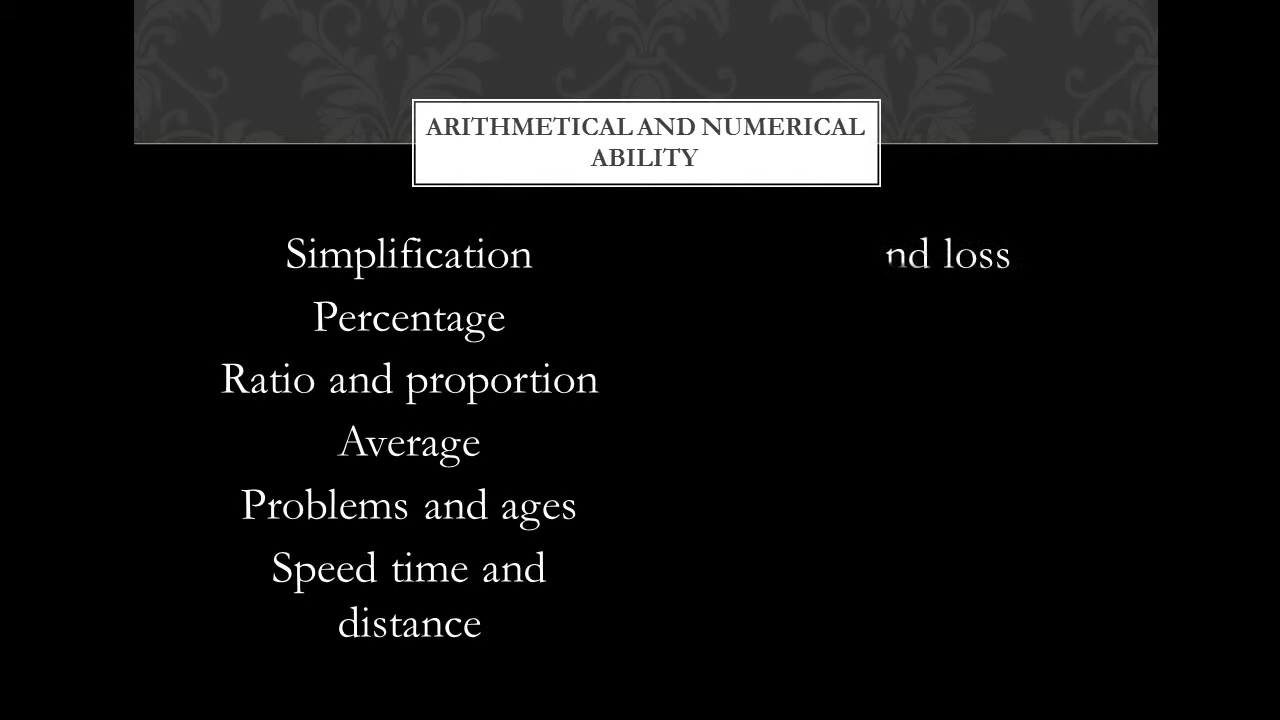 ARITHMETICAL AND NUMERICAL
ABILITY
Simplification
Percentage
Ratio and proportion
Average
Problems and ages
Speed time and
distance
nd loss